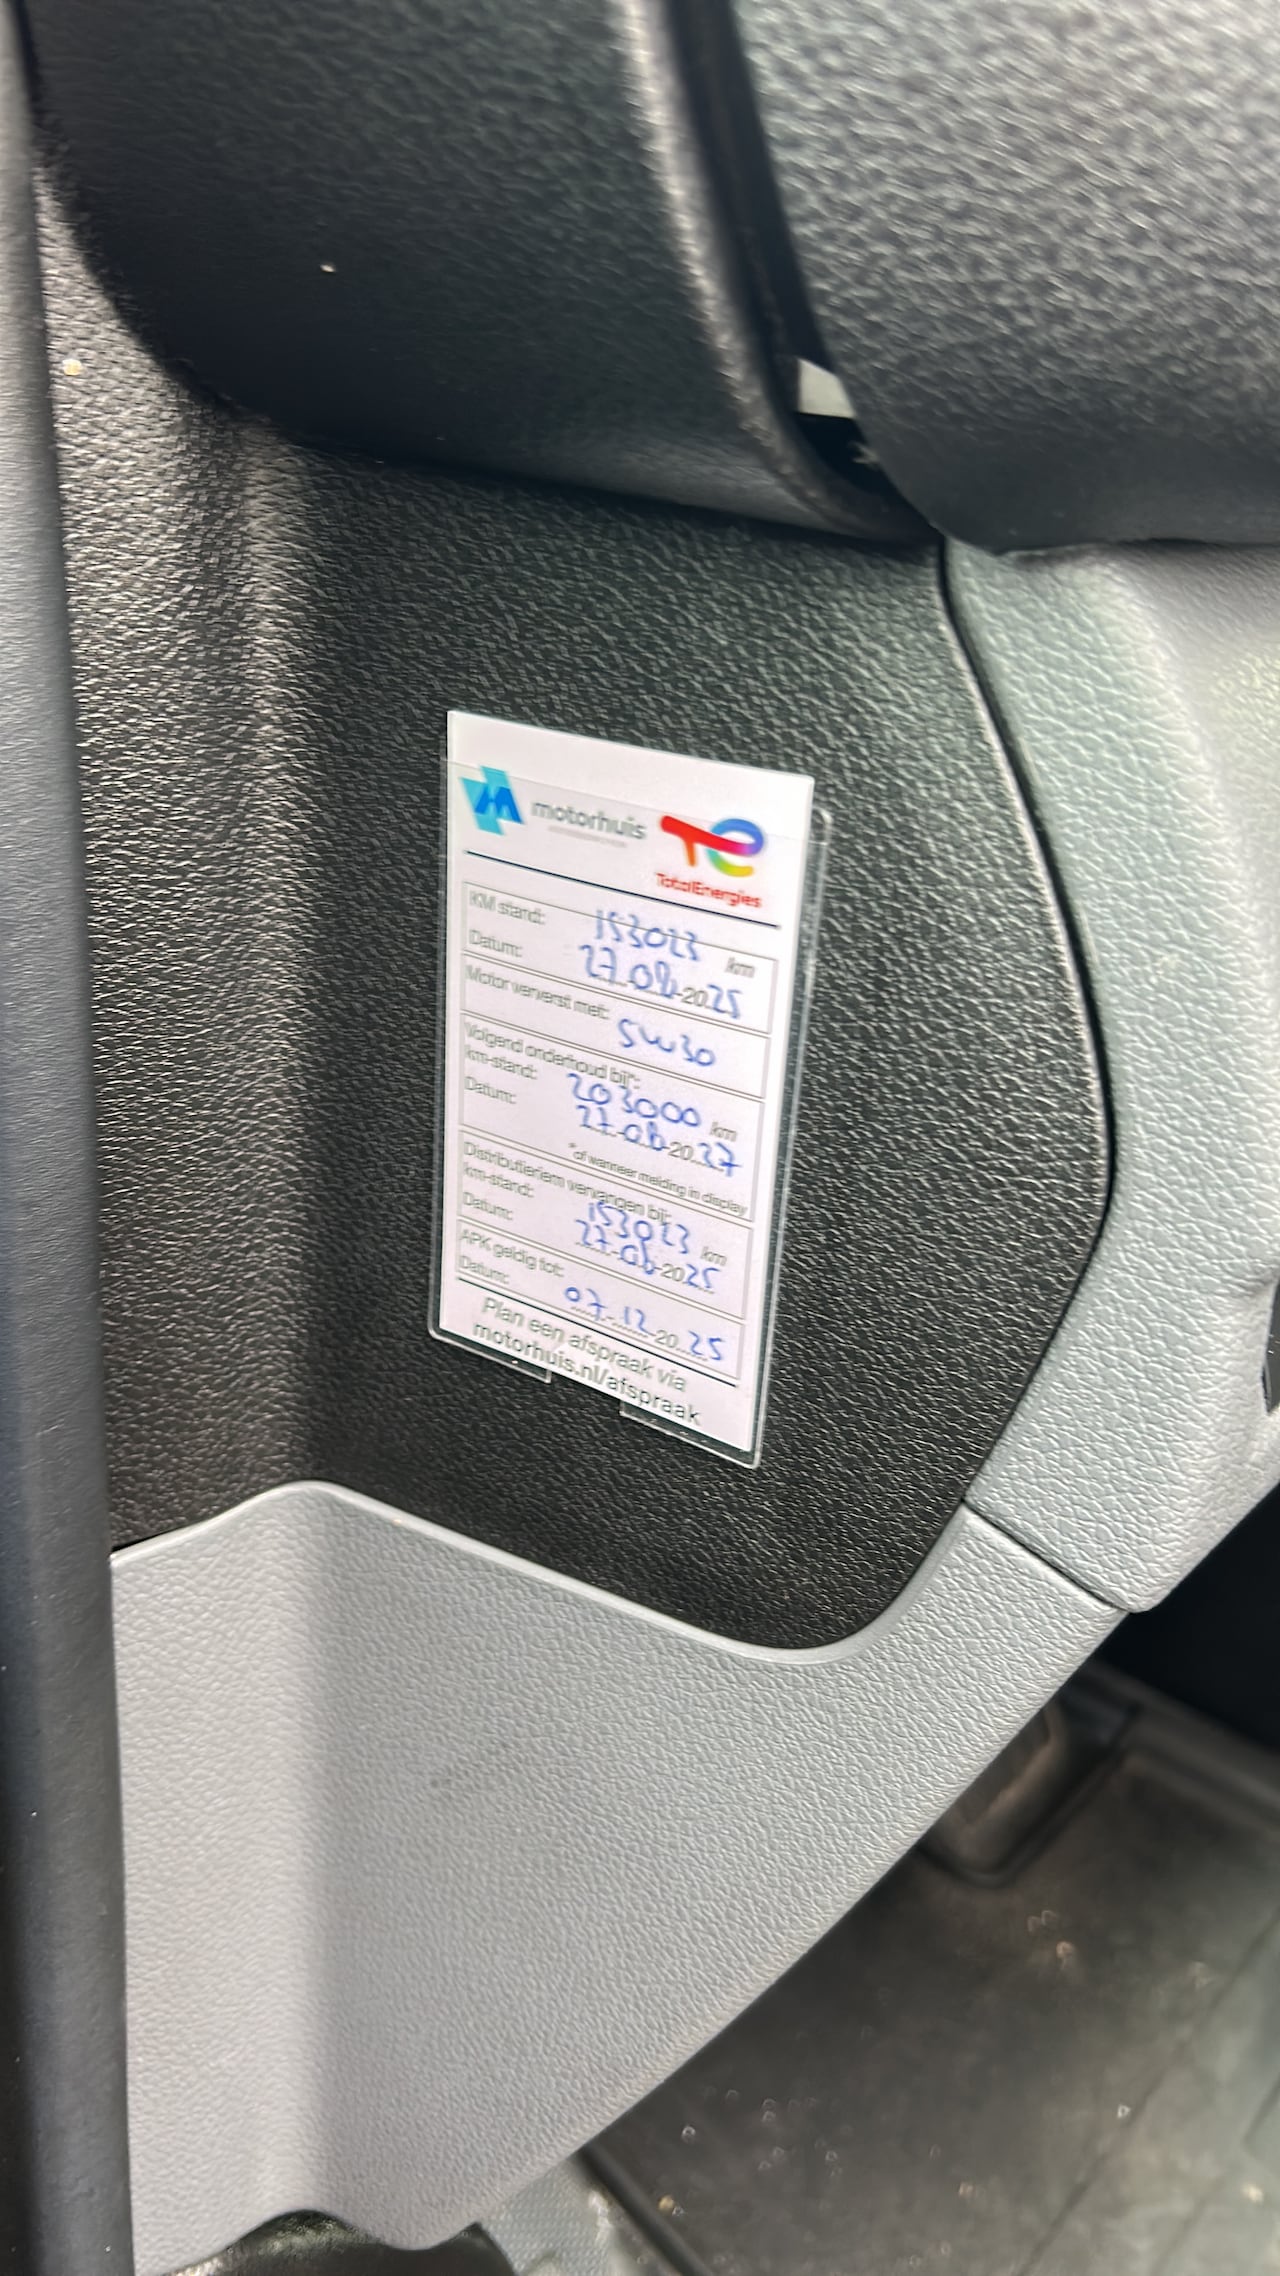 motorhuis
TotalEnergies
KM stand: 153023 km
Datum: 27-08-2025
Motor ververst met: 5W30
Volgend onderhoud bij*:
km-stand: 203000 km
Datum: 27-08-2027
*of wanneer melding in display
Distributieriem vervangen bij:
km-stand: 153023 km
Datum: 27-08-2025
APK geldig tot:
Datum: 07-12-2025
Plan een afspraak via
motorhuis.nl/afspraak